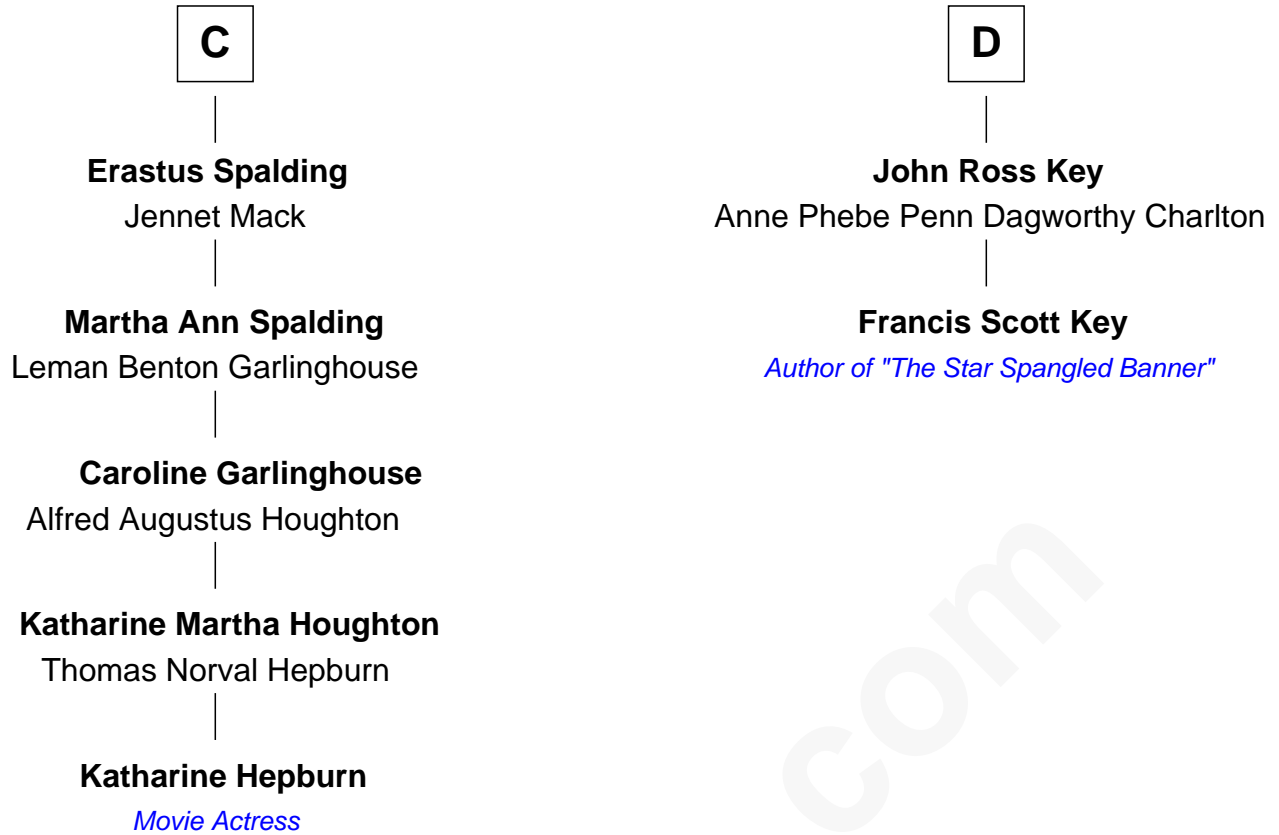 C
Erastus Spalding
Jennet Mack
Martha Ann Spalding
Leman Benton Garlinghouse
Caroline Garlinghouse
Alfred Augustus Houghton
Katharine Martha Houghton
Thomas Norval Hepburn
Katharine Hepburn
Movie Actress
D
John Ross Key
Anne Phebe Penn Dagworthy Charlton
Francis Scott Key
Author of "The Star Spangled Banner"
com